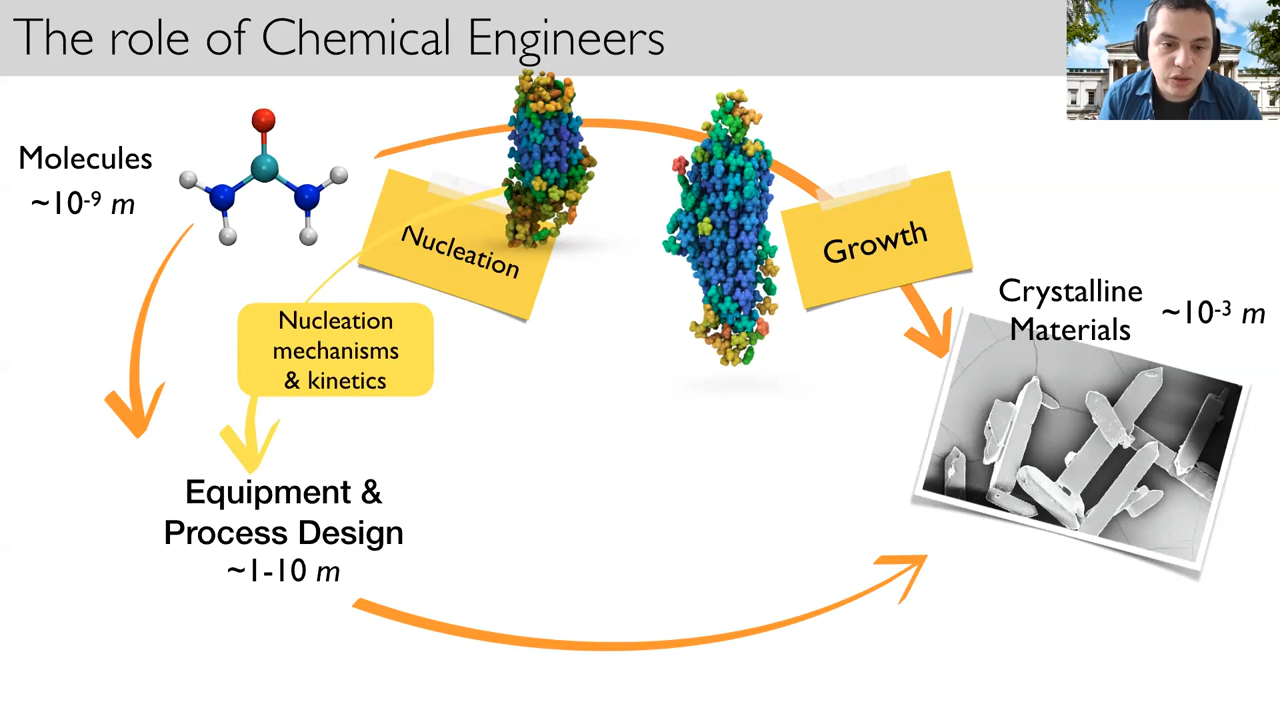 The role of Chemical Engineers
Molecules
~10⁻⁹ m
Nucleation
Growth
Crystalline
Materials
~10⁻³ m
Nucleation
mechanisms
& kinetics
Equipment &
Process Design
~1-10 m